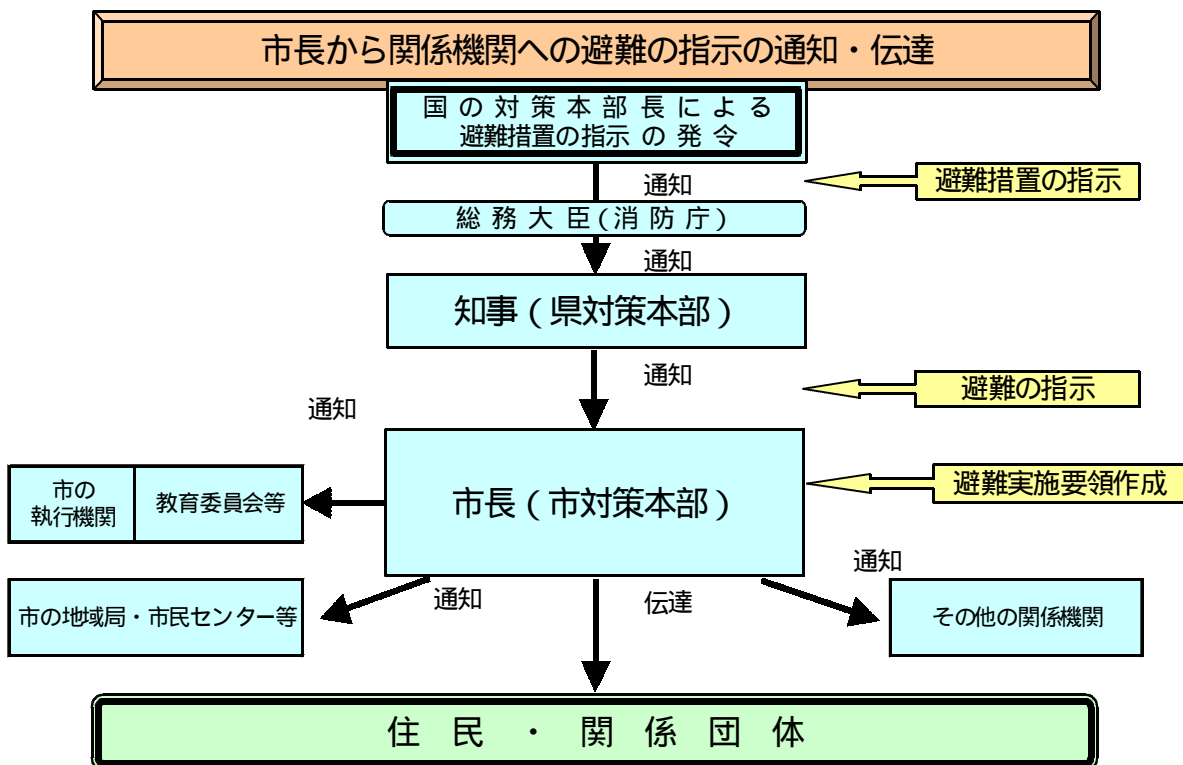 市長から関係機関への避難の指示の通知・伝達
国の対策本部長による
避難措置の指示の発令
通知
避難措置の指示
総務大臣(消防庁)
通知
知事(県対策本部)
通知
避難の指示
通知
市長(市対策本部)
避難実施要領作成
市の
執行機関
教育委員会等
通知
通知
伝達
市の地域局・市民センター等
その他の関係機関
住民・関係団体